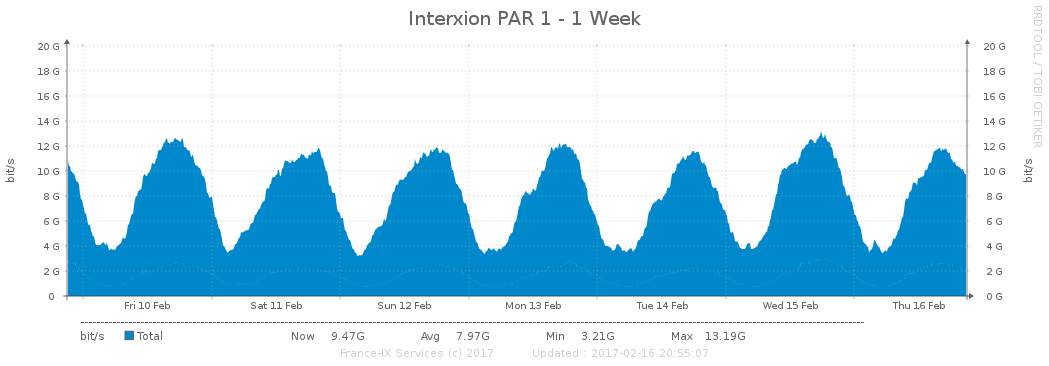 Interxion PAR 1 - 1 Week
RRDTOOL / TOBI OETIKER
bit/s
20 G 20 G
18 G 18 G
16 G 16 G
14 G 14 G
12 G 12 G
10 G 10 G
8 G 8 G
6 G 6 G
4 G 4 G
2 G 2 G
0 0 G
bit/s
Fri 10 Feb Sat 11 Feb Sun 12 Feb Mon 13 Feb Tue 14 Feb Wed 15 Feb Thu 16 Feb
bit/s Total Now 9.47G Avg 7.97G Min 3.21G Max 13.19G
France-IX Services (c) 2017 Updated : 2017-02-16 20:55:07